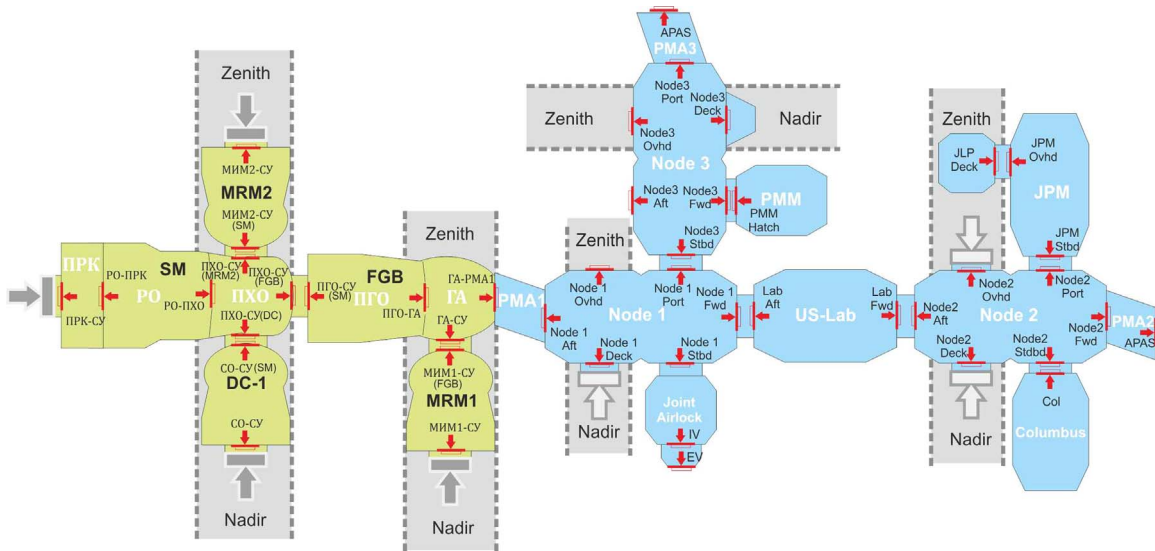 Zenith
МИМ2-СУ
MRM2
МИМ2-СУ
(SM)
ПРК
РО-ПРК
SM
РО
РО-ПХО
ПРК-СУ
ПХО-СУ
(MRM2)
ПХО-СУ
(FGB)
ПХО
ПХО-СУ(DC)
СО-СУ(SM)
DC-1
СО-СУ
Nadir
ПГО-СУ
(SM)
FGB
ПГО
ПГО-ГА
Zenith
ГА-PMA1
ГА
ГА-СУ
МИМ1-СУ
(FGB)
MRM1
МИМ1-СУ
Nadir
PMA1
Zenith
Node 1
Ovhd
Node 1
Port
Node 1
Fwd
Node 1
Node 1
Aft
Node 1
Deck
Node 1
Stbd
Nadir
Joint
Airlock
IV
EV
APAS
PMA3
Node3
Port
Node3
Deck
Zenith
Nadir
Node3
Ovhd
Node 3
Node3
Aft
Node3
Fwd
PMM
PMM
Hatch
Node3
Stbd
Lab
Aft
US-Lab
Lab
Fwd
Zenith
JLP
Deck
JPM
Ovhd
JPM
JPM
Stbd
Node2
Ovhd
Node2
Port
Node2
Aft
Node 2
Node2
Fwd
PMA2
APAS
Node2
Deck
Node2
Stdbd
Col
Columbus
Nadir